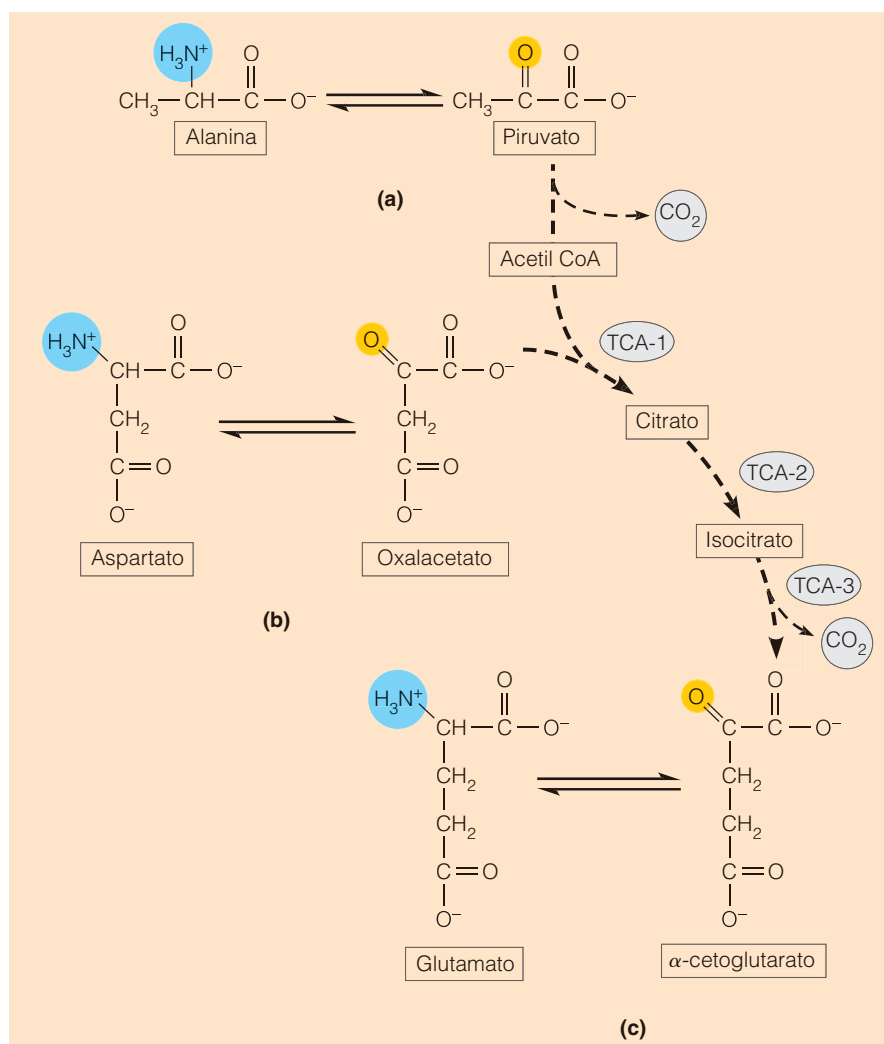 H3N+ O
CH3 — CH — C — O−
Alanina
O O
CH3 — C — C — O−
Piruvato
(a)
CO2
Acetil CoA
TCA-1
H3N+ O
CH — C — O−
CH2
C=O
O−
Aspartato
O O
C — C — O−
CH2
C=O
O−
Oxalacetato
(b)
Citrato
TCA-2
Isocitrato
TCA-3
CO2
H3N+ O
CH — C — O−
CH2
CH2
C=O
O−
Glutamato
O O
C — C — O−
CH2
CH2
C=O
O−
α-cetoglutarato
(c)